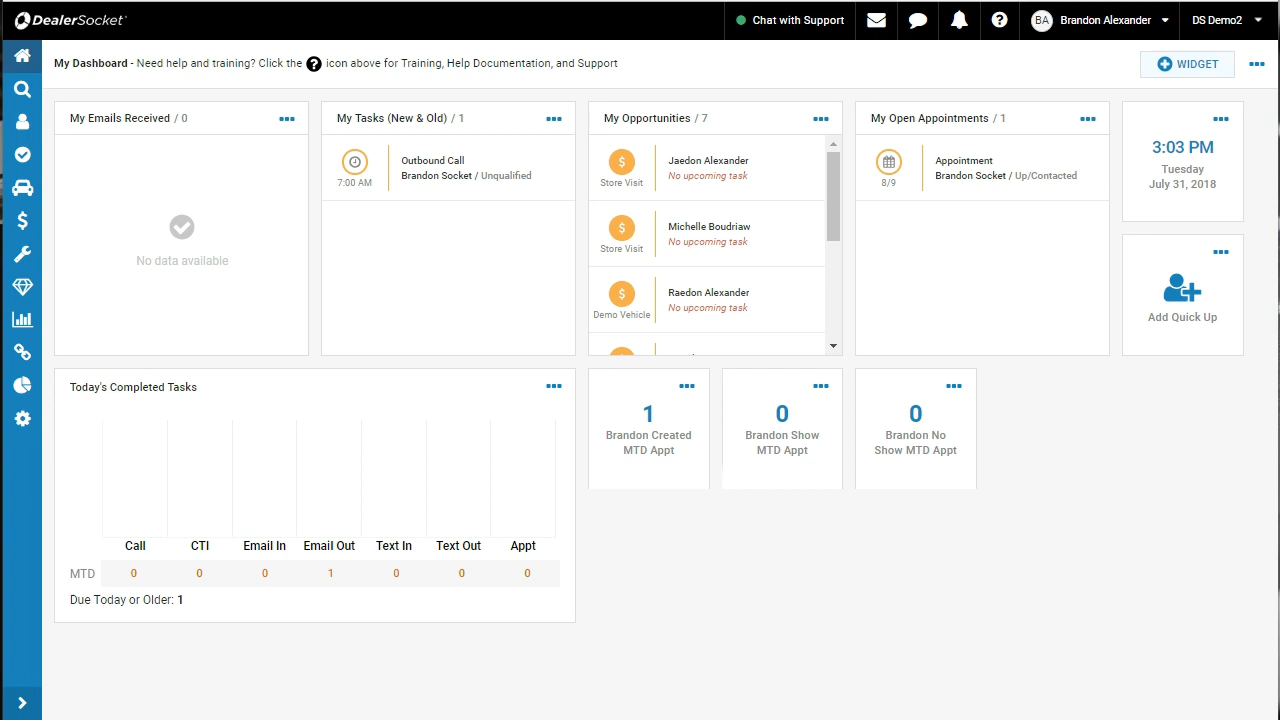 DealerSocket
Chat with Support
BA
Brandon Alexander
DS Demo2
My Dashboard - Need help and training? Click the ? icon above for Training, Help Documentation, and Support
WIDGET
My Emails Received / 0
No data available
My Tasks (New & Old) / 1
7:00 AM
Outbound Call
Brandon Socket / Unqualified
My Opportunities / 7
$
Store Visit
Jaedon Alexander
No upcoming task
$
Store Visit
Michelle Boudriaw
No upcoming task
$
Demo Vehicle
Raedon Alexander
No upcoming task
My Open Appointments / 1
8/9
Appointment
Brandon Socket / Up/Contacted
3:03 PM
Tuesday
July 31, 2018
Add Quick Up
Today's Completed Tasks
Call CTI Email In Email Out Text In Text Out Appt
MTD 0 0 0 1 0 0 0
Due Today or Older: 1
1
Brandon Created
MTD Appt
0
Brandon Show
MTD Appt
0
Brandon No
Show MTD Appt